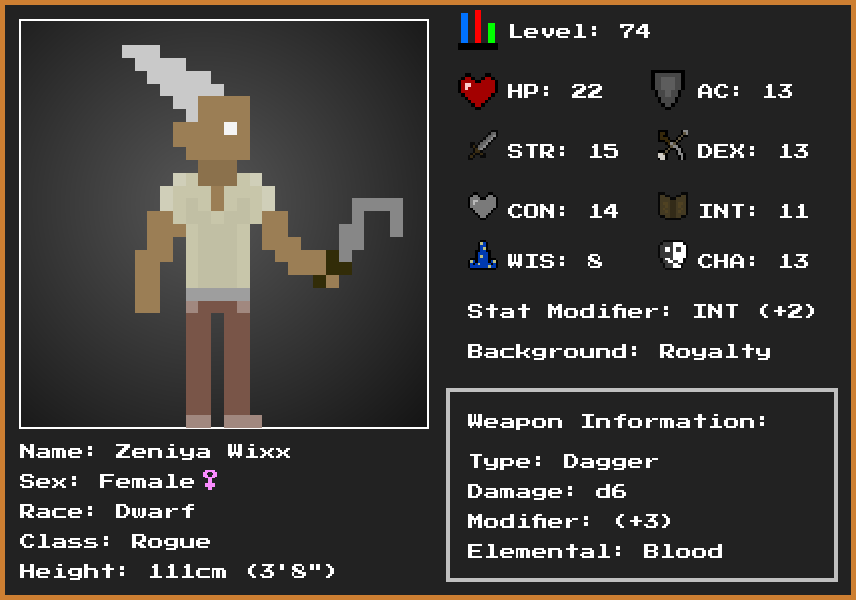 Level: 74
HP: 22
AC: 13
STR: 15
DEX: 13
CON: 14
INT: 11
WIS: 8
CHA: 13
Stat Modifier: INT (+2)
Background: Royalty
Weapon Information:
Type: Dagger
Damage: d6
Modifier: (+3)
Elemental: Blood
Name: Zeniya Wixx
Sex: Female♀
Race: Dwarf
Class: Rogue
Height: 111cm (3'8")